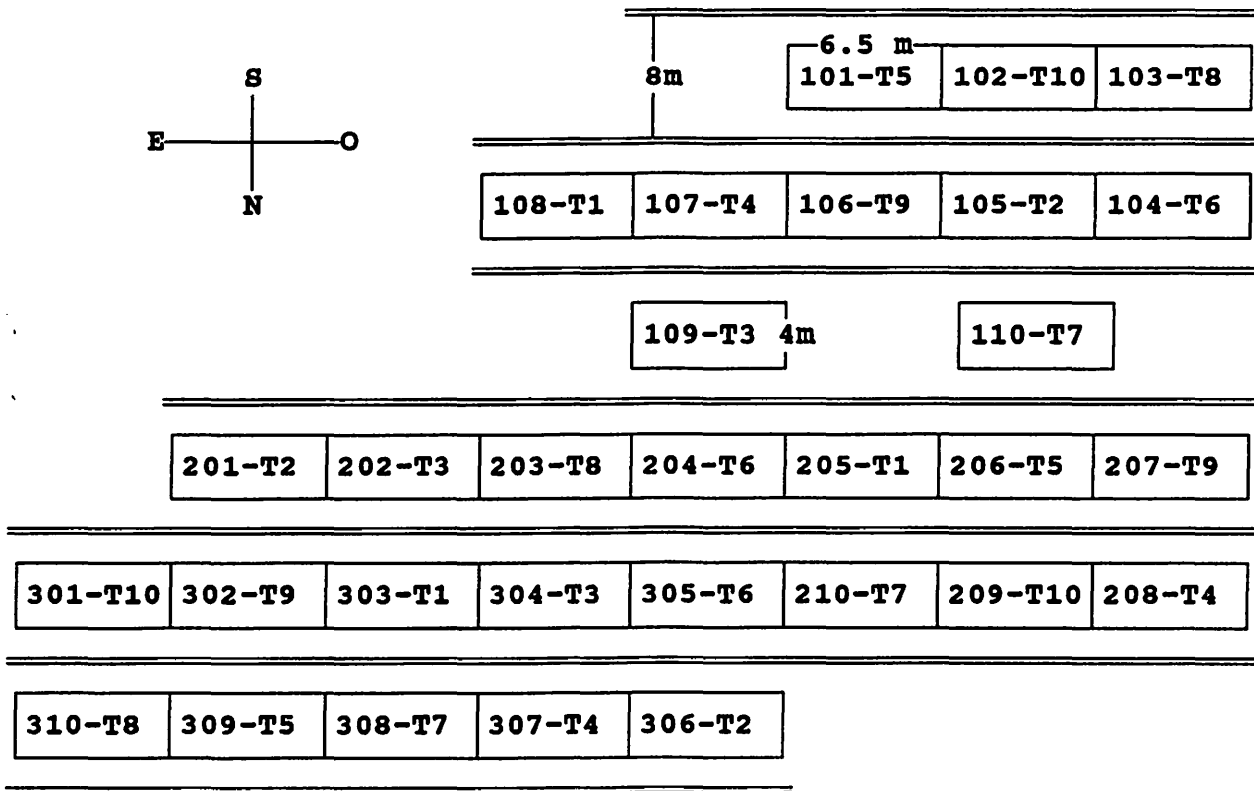 6.5 m
S
8m
101-T5 102-T10 103-T8
E O
N
108-T1 107-T4 106-T9 105-T2 104-T6
109-T3 4m 110-T7
201-T2 202-T3 203-T8 204-T6 205-T1 206-T5 207-T9
301-T10 302-T9 303-T1 304-T3 305-T6 210-T7 209-T10 208-T4
310-T8 309-T5 308-T7 307-T4 306-T2